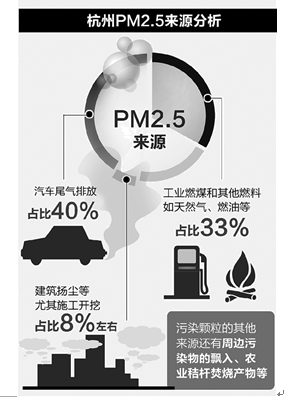 杭州PM2.5来源分析
PM2.5
来源
汽车尾气排放
占比40%
工业燃煤和其他燃料
如天然气、燃油等
占比33%
建筑扬尘等
尤其施工开挖
占比8%左右
污染颗粒的其他
来源还有周边污
染物的飘入、农
业秸秆焚烧产物等